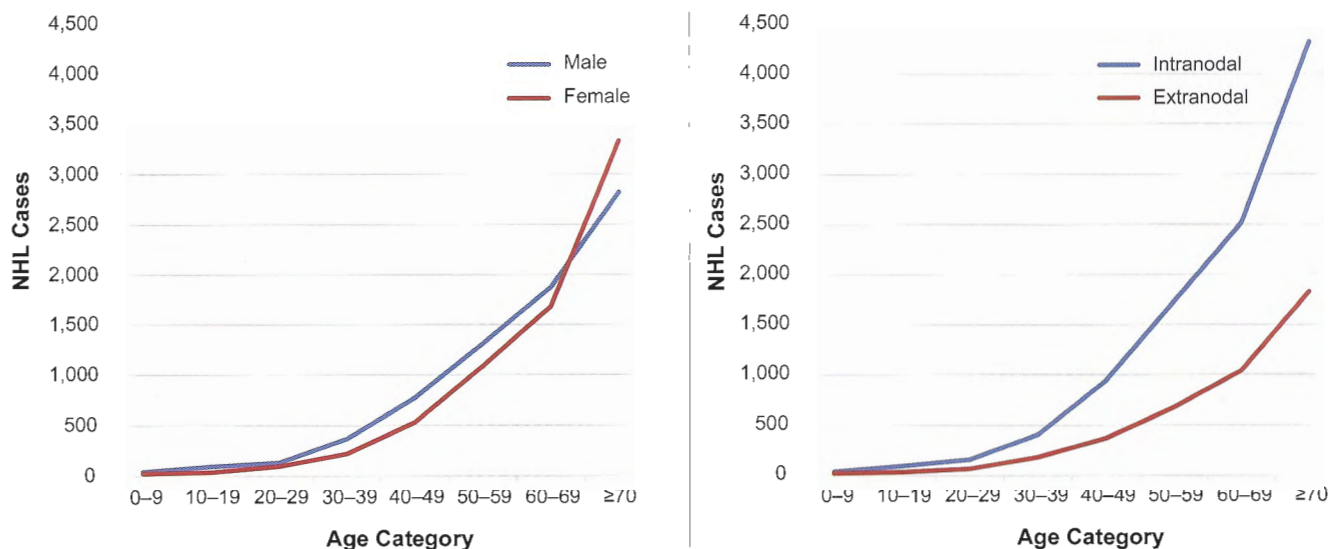 4,500
4,000
3,500
3,000
2,500
2,000
1,500
1,000
500
0
NHL Cases
Male
Female
0–9 10–19 20–29 30–39 40–49 50–59 60–69 ≥70
Age Category
4,500
4,000
3,500
3,000
2,500
2,000
1,500
1,000
500
0
NHL Cases
Intranodal
Extranodal
0–9 10–19 20–29 30–39 40–49 50–59 60–69 ≥70
Age Category